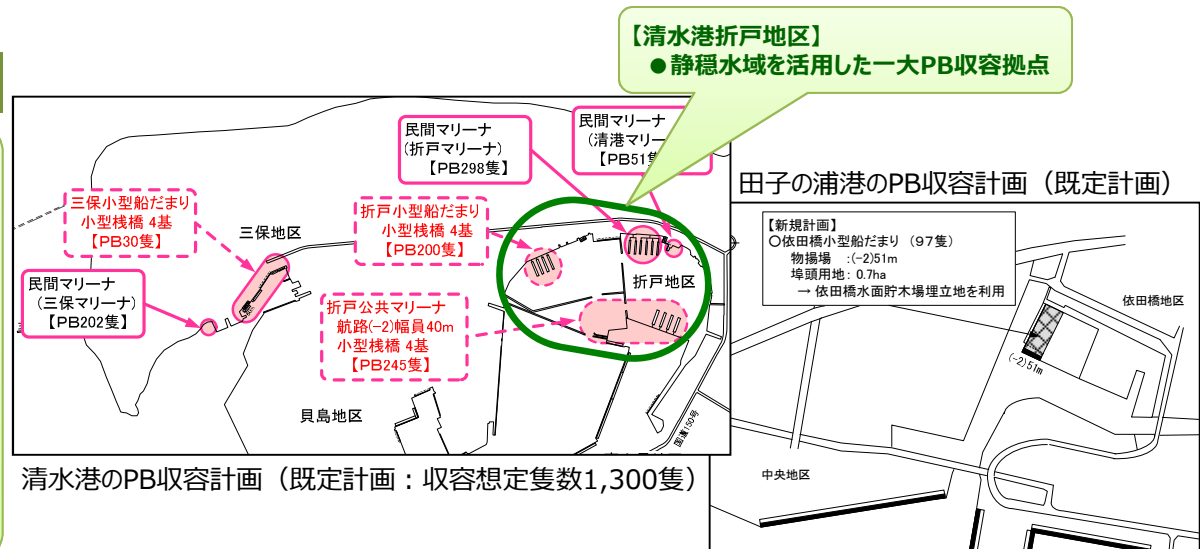 【清水港折戸地区】
●静穏水域を活用した一大PB収容拠点
民間マリーナ
(折戸マリーナ)
【PB298隻】
民間マリーナ
(清港マリー
【PB51隻
三保小型船だまり
小型桟橋 4基
【PB30隻】
三保地区
折戸小型船だまり
小型桟橋 4基
【PB200隻】
折戸地区
民間マリーナ
(三保マリーナ)
【PB202隻】
折戸公共マリーナ
航路(-2)幅員40m
小型桟橋 4基
【PB245隻】
貝島地区
国道150号
清水港のPB収容計画（既定計画：収容想定隻数1,300隻）
田子の浦港のPB収容計画（既定計画）
【新規計画】
○依田橋小型船だまり （97隻）
物揚場 :(-2)51m
埠頭用地: 0.7ha
→ 依田橋水面貯木場埋立地を利用
依田橋地区
(-2)51m
中央地区